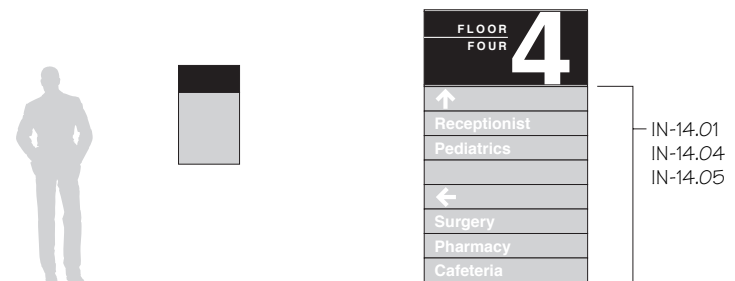 FLOOR
FOUR
4
↑
Receptionist
Pediatrics
←
Surgery
Pharmacy
Cafeteria
IN-14.01
IN-14.04
IN-14.05